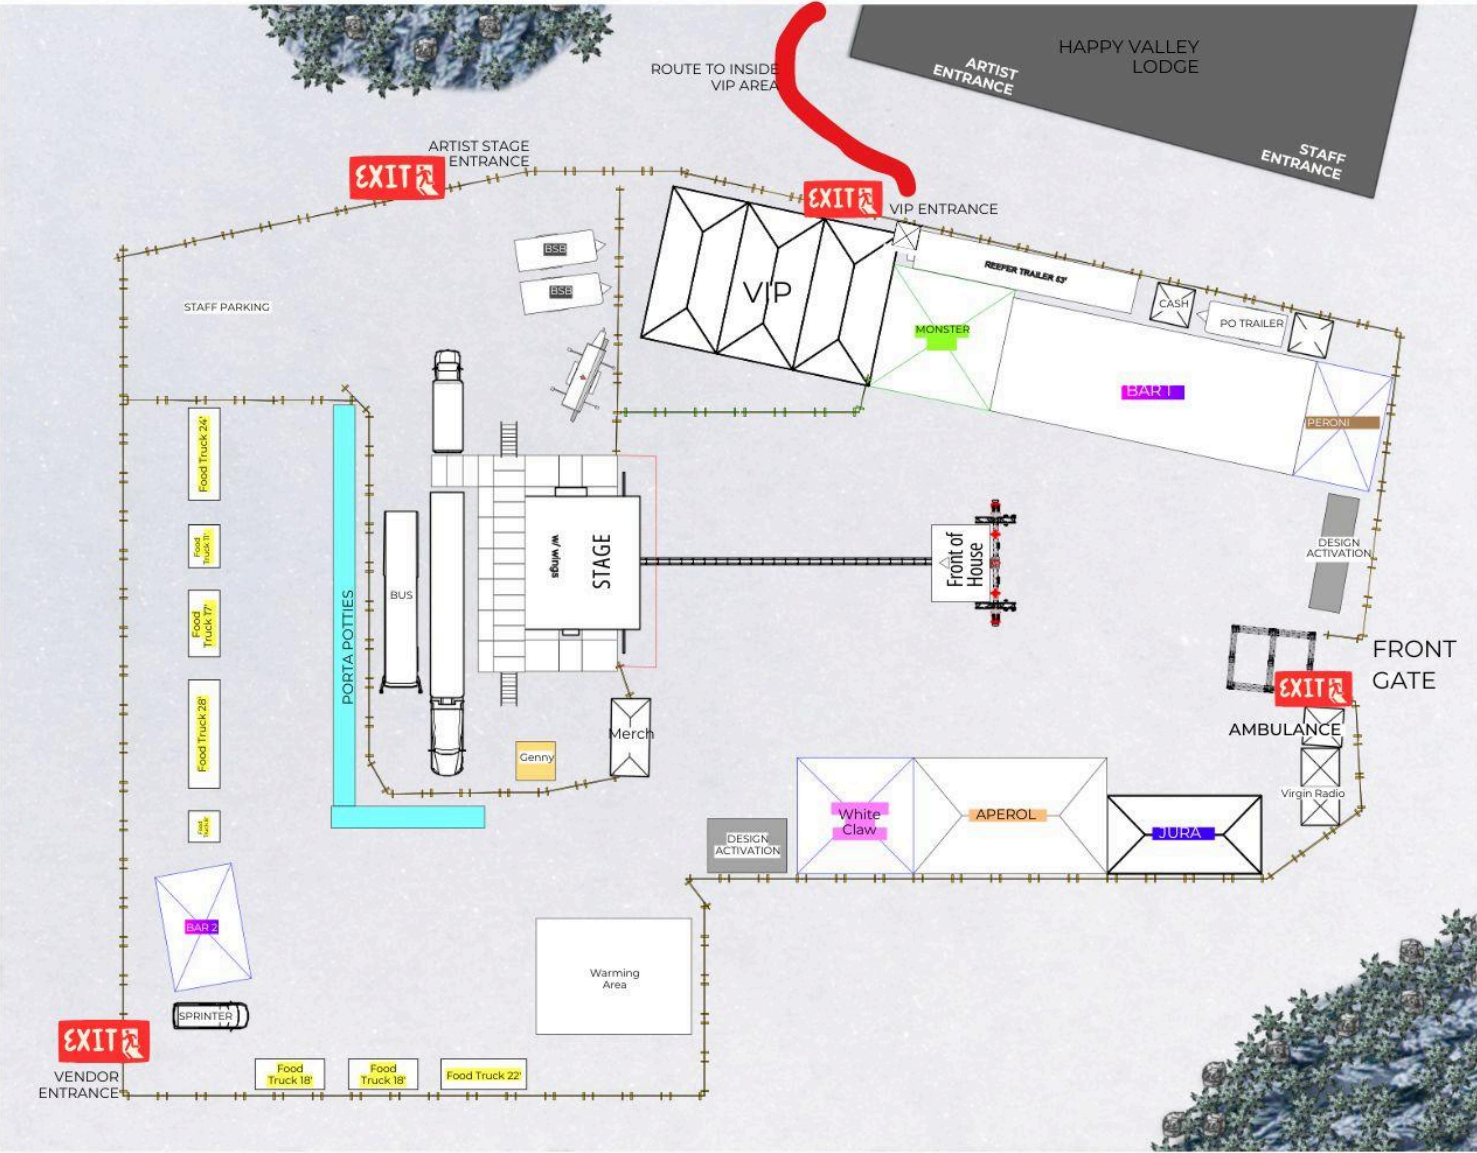 HAPPY VALLEY
LODGE
ARTIST
ENTRANCE
STAFF
ENTRANCE
ROUTE TO INSIDE
VIP AREA
ARTIST STAGE
ENTRANCE
EXIT
EXIT
VIP ENTRANCE
BSB
BSB
STAFF PARKING
VIP
REEFER TRAILER 53'
CASH
PO TRAILER
MONSTER
BAR 1
PERONI
Food Truck 24'
Food
Truck 11'
Food
Truck 17'
Food Truck 28'
Food
PORTA POTTIES
BUS
w/ wings
STAGE
Front of
House
DESIGN
ACTIVATION
FRONT
GATE
EXIT
AMBULANCE
Virgin Radio
Merch
Genny
DESIGN
ACTIVATION
White
Claw
APEROL
JURA
BAR 2
SPRINTER
Warming
Area
EXIT
VENDOR
ENTRANCE
Food
Truck 18'
Food
Truck 18'
Food Truck 22'